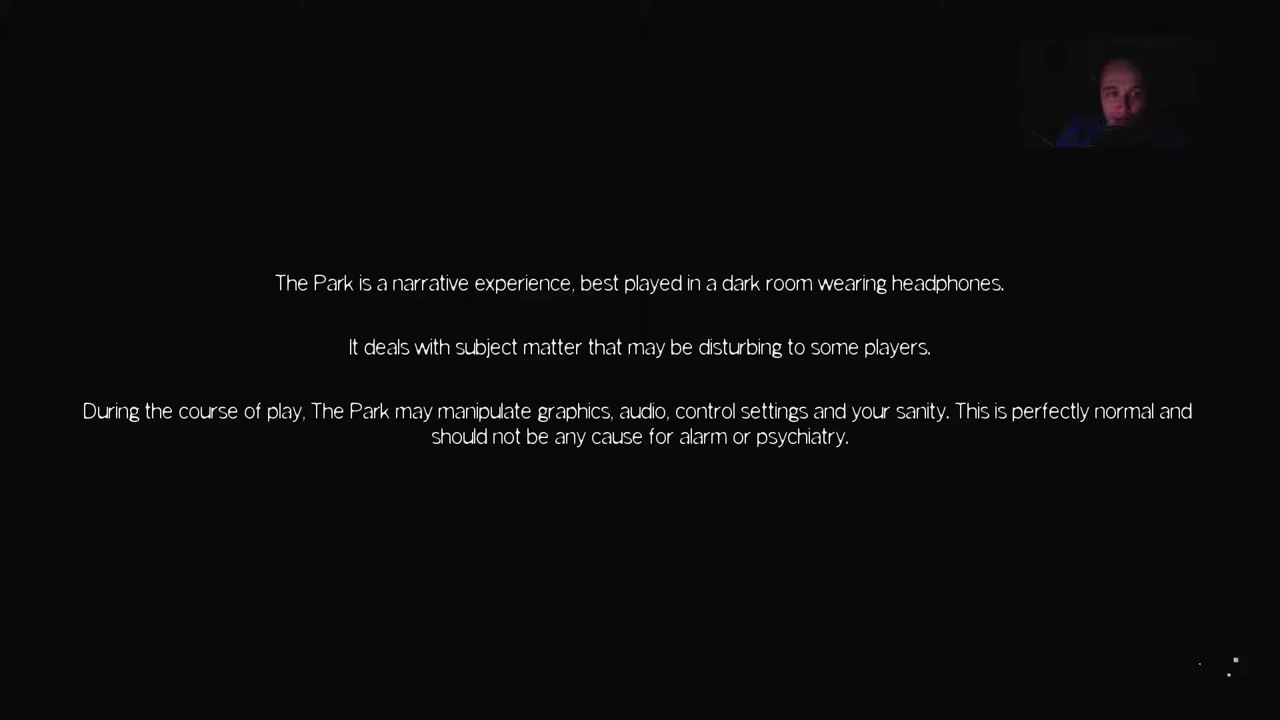 The Park is a narrative experience, best played in a dark room wearing headphones.
It deals with subject matter that may be disturbing to some players.
During the course of play, The Park may manipulate graphics, audio, control settings and your sanity. This is perfectly normal and
should not be any cause for alarm or psychiatry.